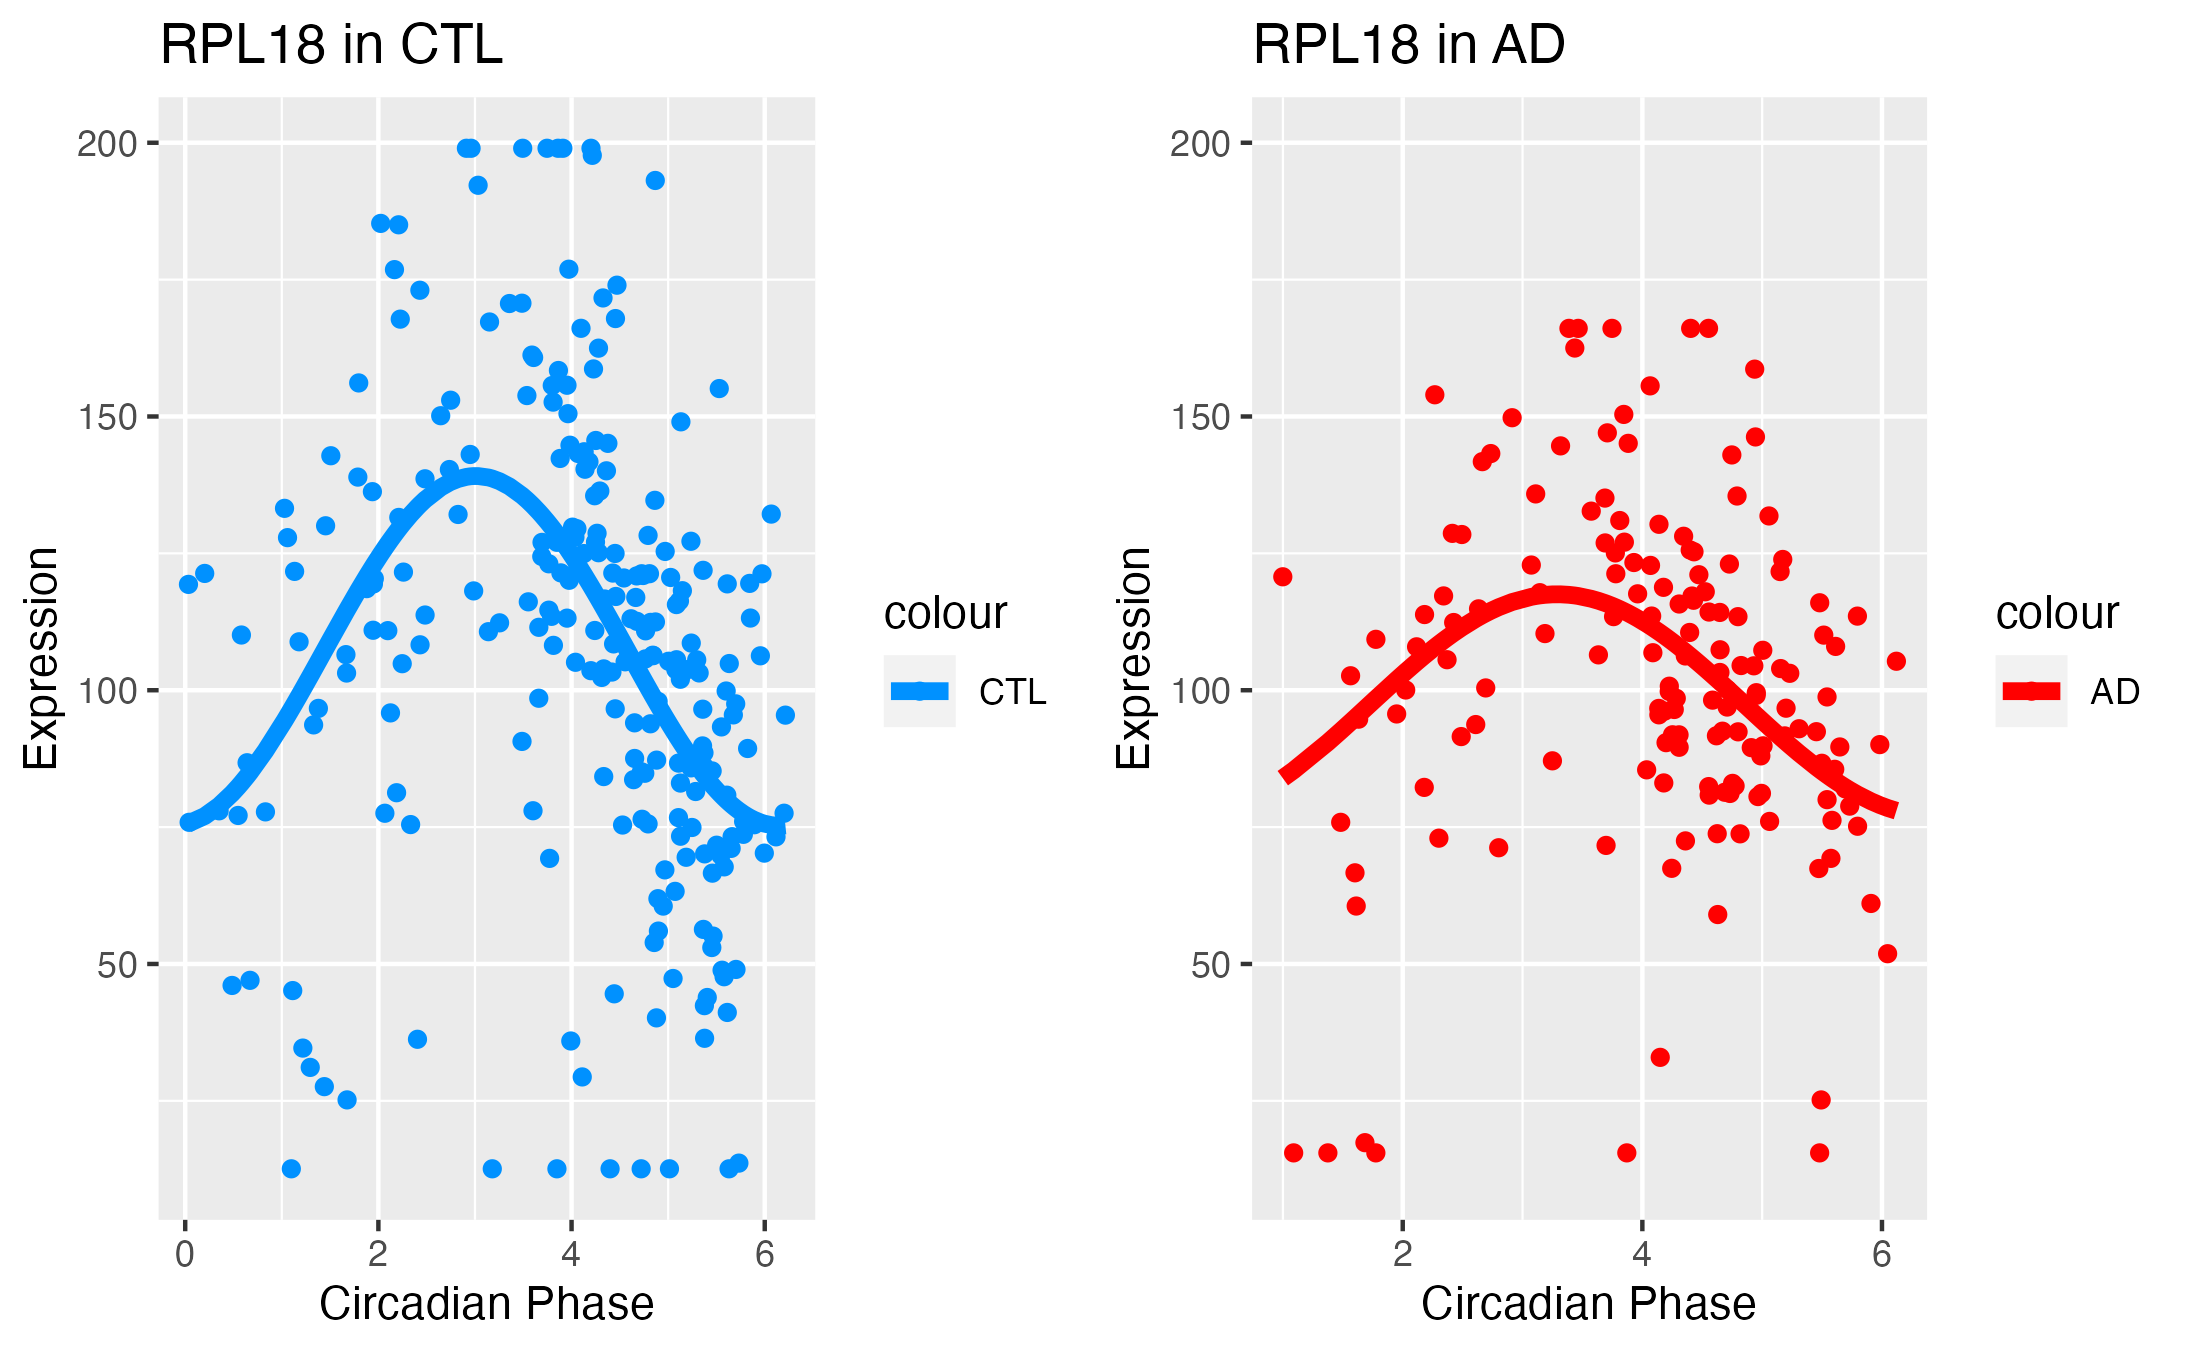 RPL18 in CTL
200
150
100
50
Expression
0 2 4 6
Circadian Phase
colour
CTL
RPL18 in AD
200
150
100
50
Expression
2 4 6
Circadian Phase
colour
AD